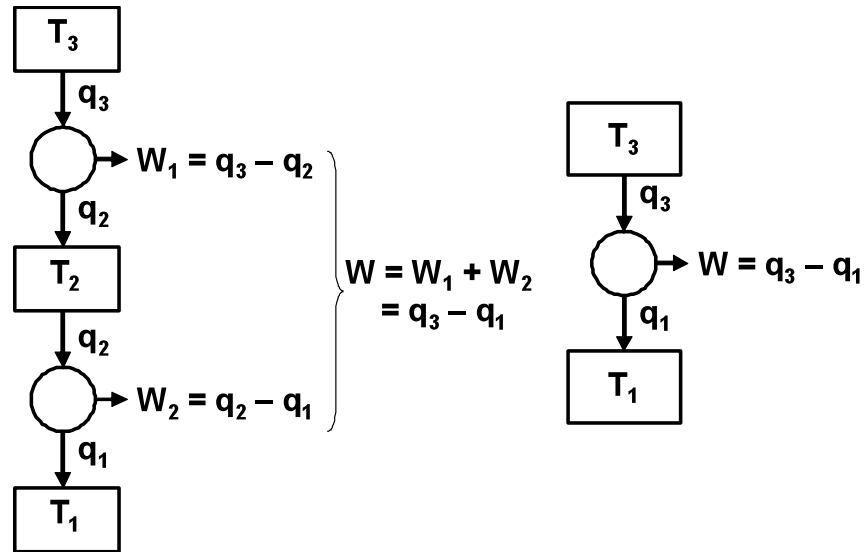 T₃
q₃
W₁ = q₃ – q₂
q₂
T₂
q₂
W₂ = q₂ – q₁
q₁
T₁
W = W₁ + W₂
= q₃ – q₁
T₃
q₃
W = q₃ – q₁
q₁
T₁